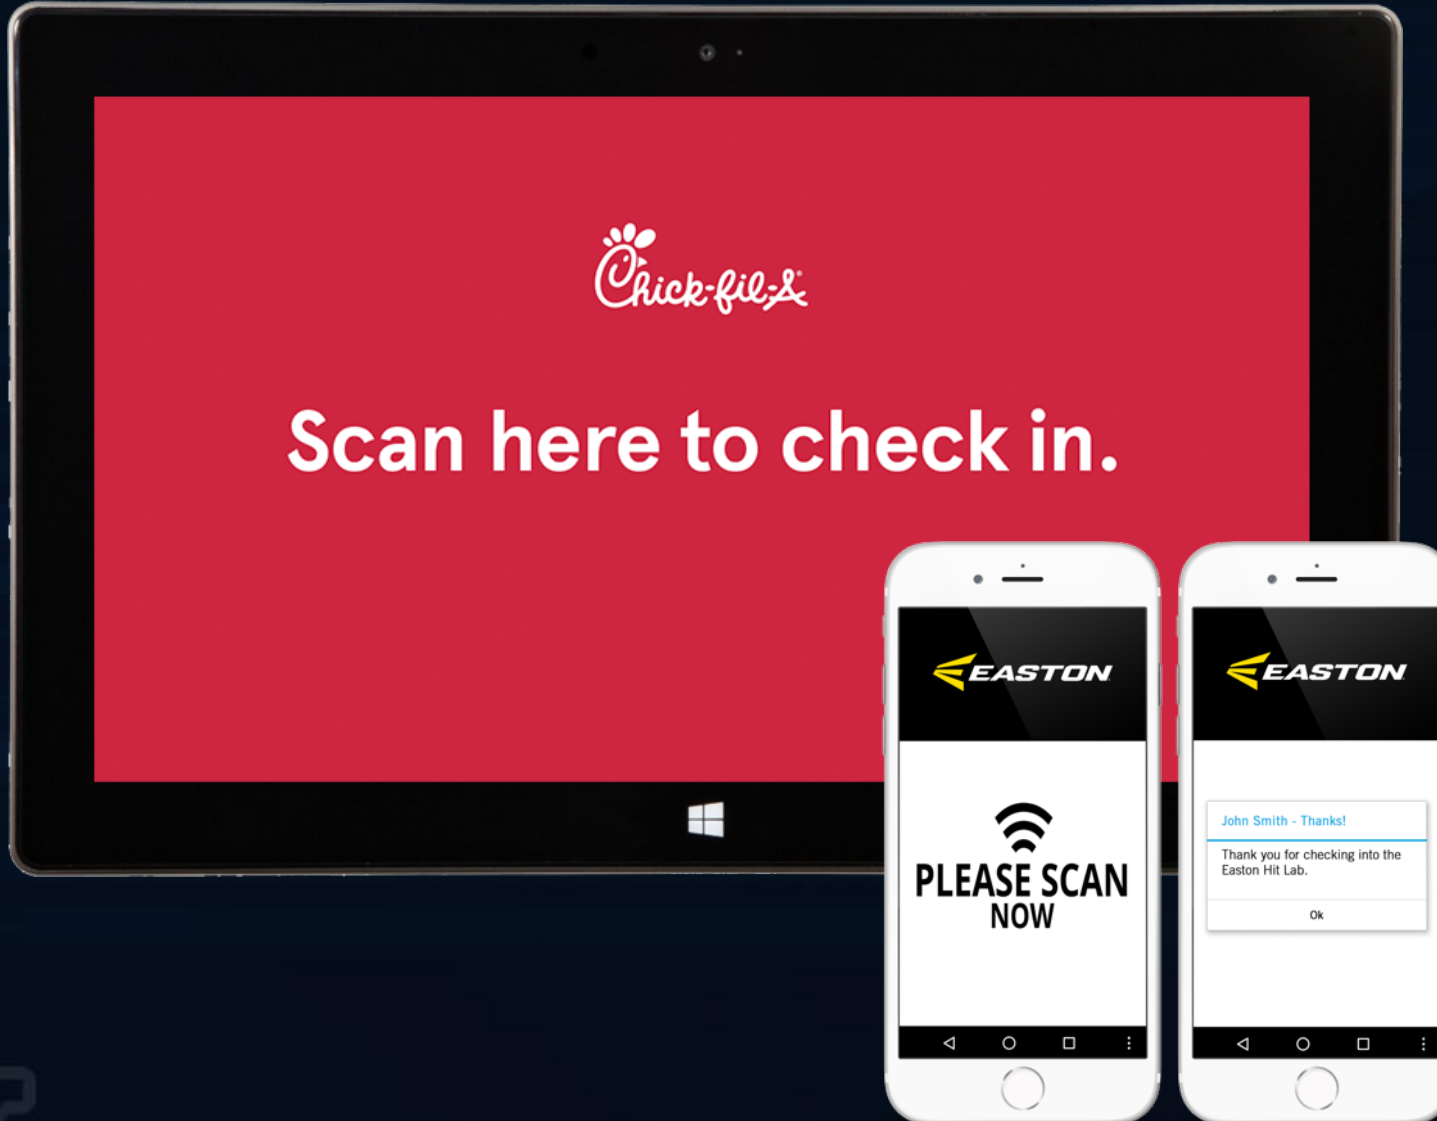 Chick-fil-A
Scan here to check in.
EASTON
PLEASE SCAN
NOW
EASTON
John Smith - Thanks!
Thank you for checking into the
Easton Hit Lab.
Ok